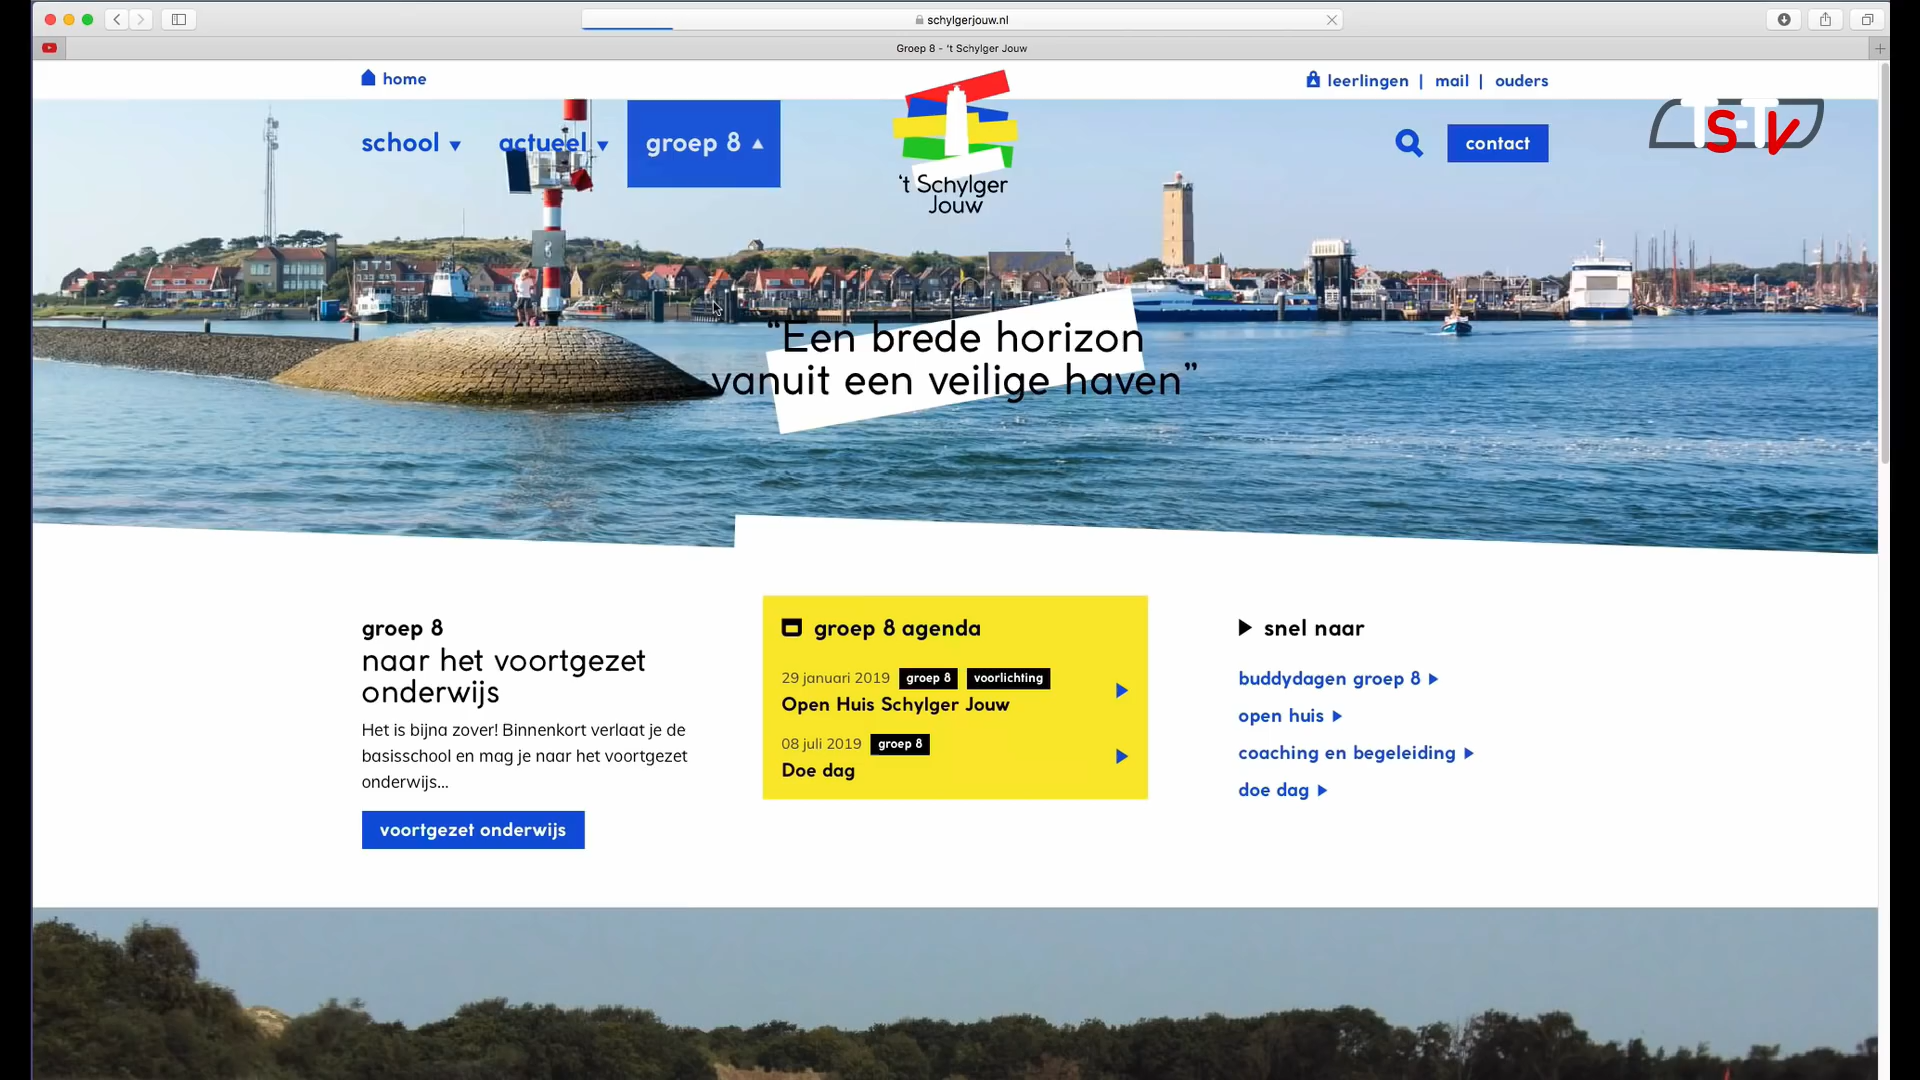 schylgerjouw.nl
Groep 8 - 't Schylger Jouw
home
leerlingen | mail | ouders
school
actueel
groep 8
't Schylger
Jouw
contact
TS-TV
"Een brede horizon
vanuit een veilige haven"
groep 8
naar het voortgezet
onderwijs
Het is bijna zover! Binnenkort verlaat je de
basisschool en mag je naar het voortgezet
onderwijs...
voortgezet onderwijs
groep 8 agenda
29 januari 2019 groep 8 voorlichting
Open Huis Schylger Jouw
08 juli 2019 groep 8
Doe dag
snel naar
buddydagen groep 8
open huis
coaching en begeleiding
doe dag